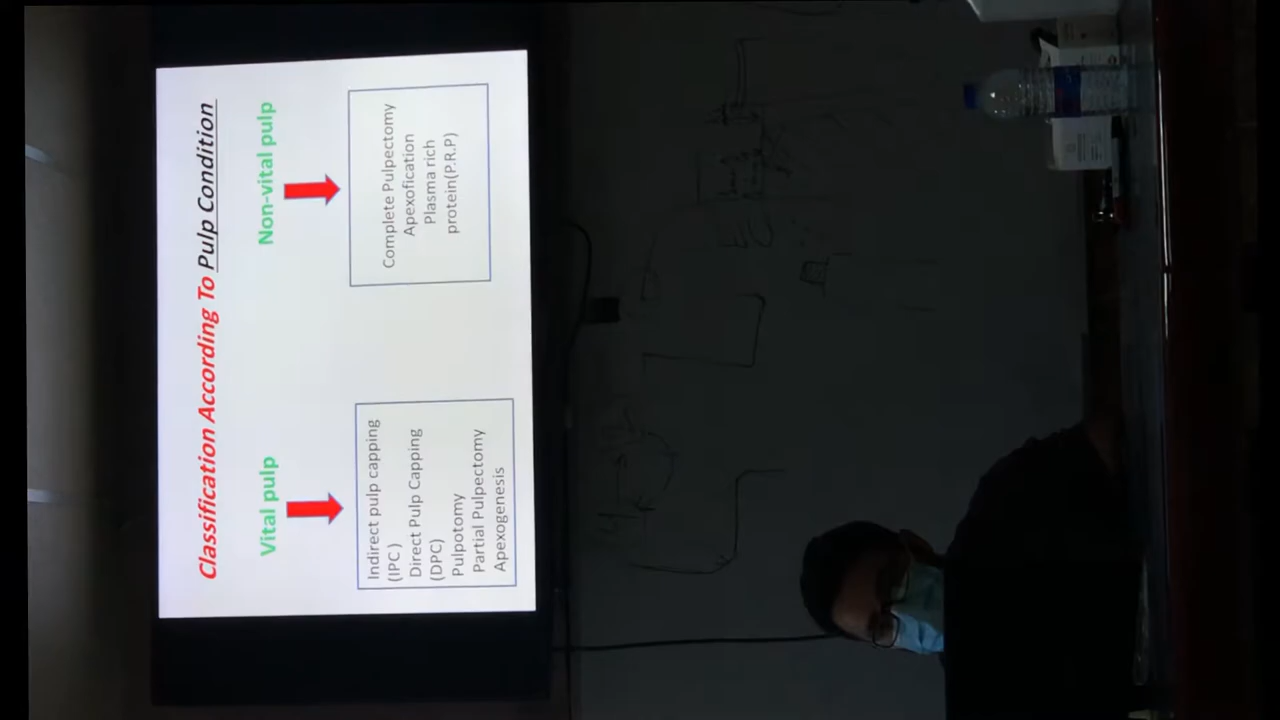 Classification According To Pulp Condition
Vital pulp
Non-vital pulp
Indirect pulp capping
(IPC )
Direct Pulp Capping
(DPC)
Pulpotomy
Partial Pulpectomy
Apexogenesis
Complete Pulpectomy
Apexofication
Plasma rich
protein(P.R.P)